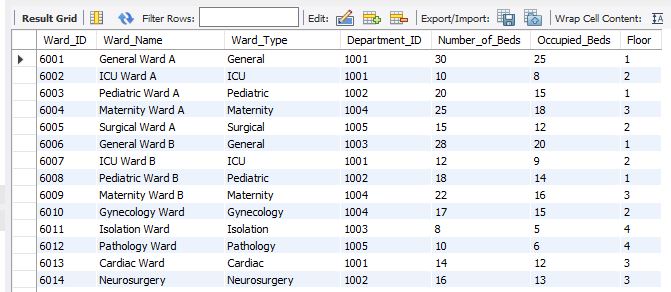 Result Grid Filter Rows: Edit: Export/Import: Wrap Cell Content:
Ward_ID Ward_Name Ward_Type Department_ID Number_of_Beds Occupied_Beds Floor
6001 General Ward A General 1001 30 25 1
6002 ICU Ward A ICU 1001 10 8 2
6003 Pediatric Ward A Pediatric 1002 20 15 1
6004 Maternity Ward A Maternity 1004 25 18 3
6005 Surgical Ward A Surgical 1005 15 12 2
6006 General Ward B General 1003 28 20 1
6007 ICU Ward B ICU 1001 12 9 2
6008 Pediatric Ward B Pediatric 1002 18 14 1
6009 Maternity Ward B Maternity 1004 22 16 3
6010 Gynecology Ward Gynecology 1004 17 15 2
6011 Isolation Ward Isolation 1003 8 5 4
6012 Pathology Ward Pathology 1005 10 6 4
6013 Cardiac Ward Cardiac 1001 14 12 3
6014 Neurosurgery Neurosurgery 1002 16 13 3